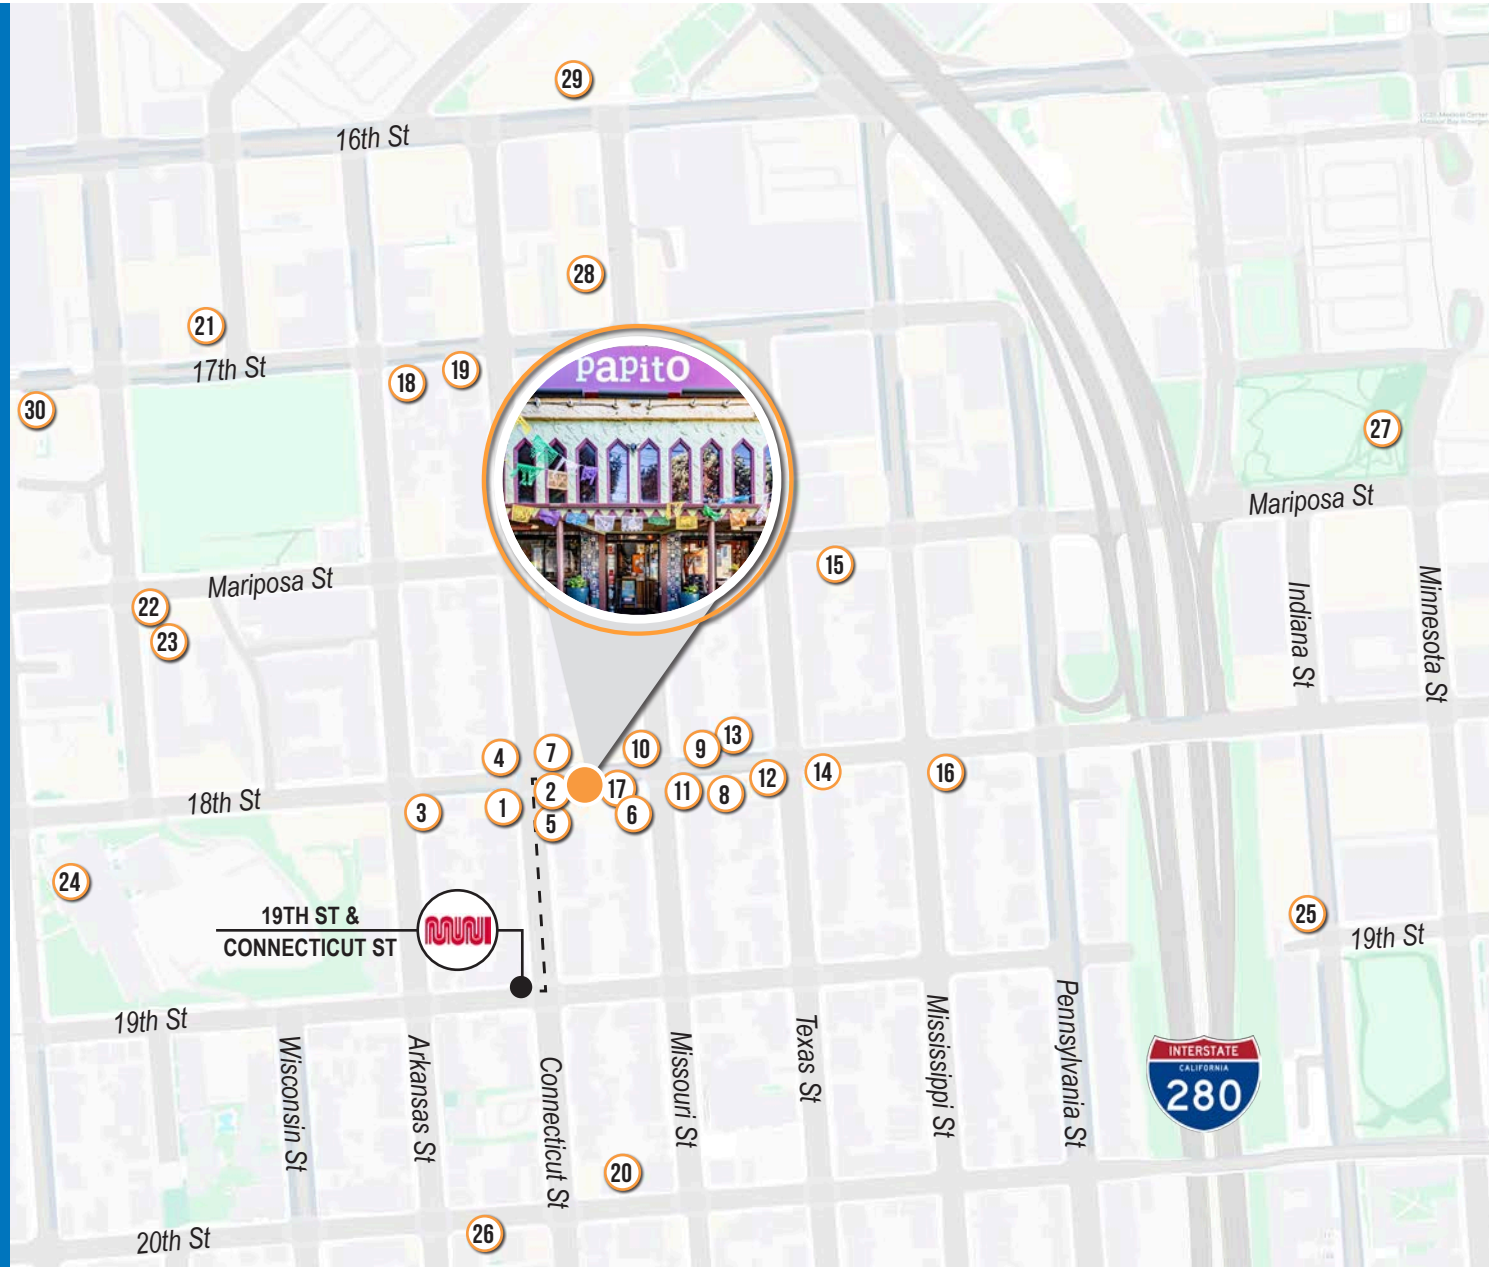 29
16th St
28
21
17th St
19
18
30
papito
27
Mariposa St
15
Mariposa St
22
23
Indiana St
Minnesota St
4
7
10
9
13
18th St
3
1
2
5
17
6
11
8
12
14
16
24
19TH ST &
CONNECTICUT ST
MUNI
25
19th St
19th St
Wisconsin St
Arkansas St
Connecticut St
Missouri St
Texas St
Mississippi St
Pennsylvania St
INTERSTATE
CALIFORNIA
280
20
26
20th St